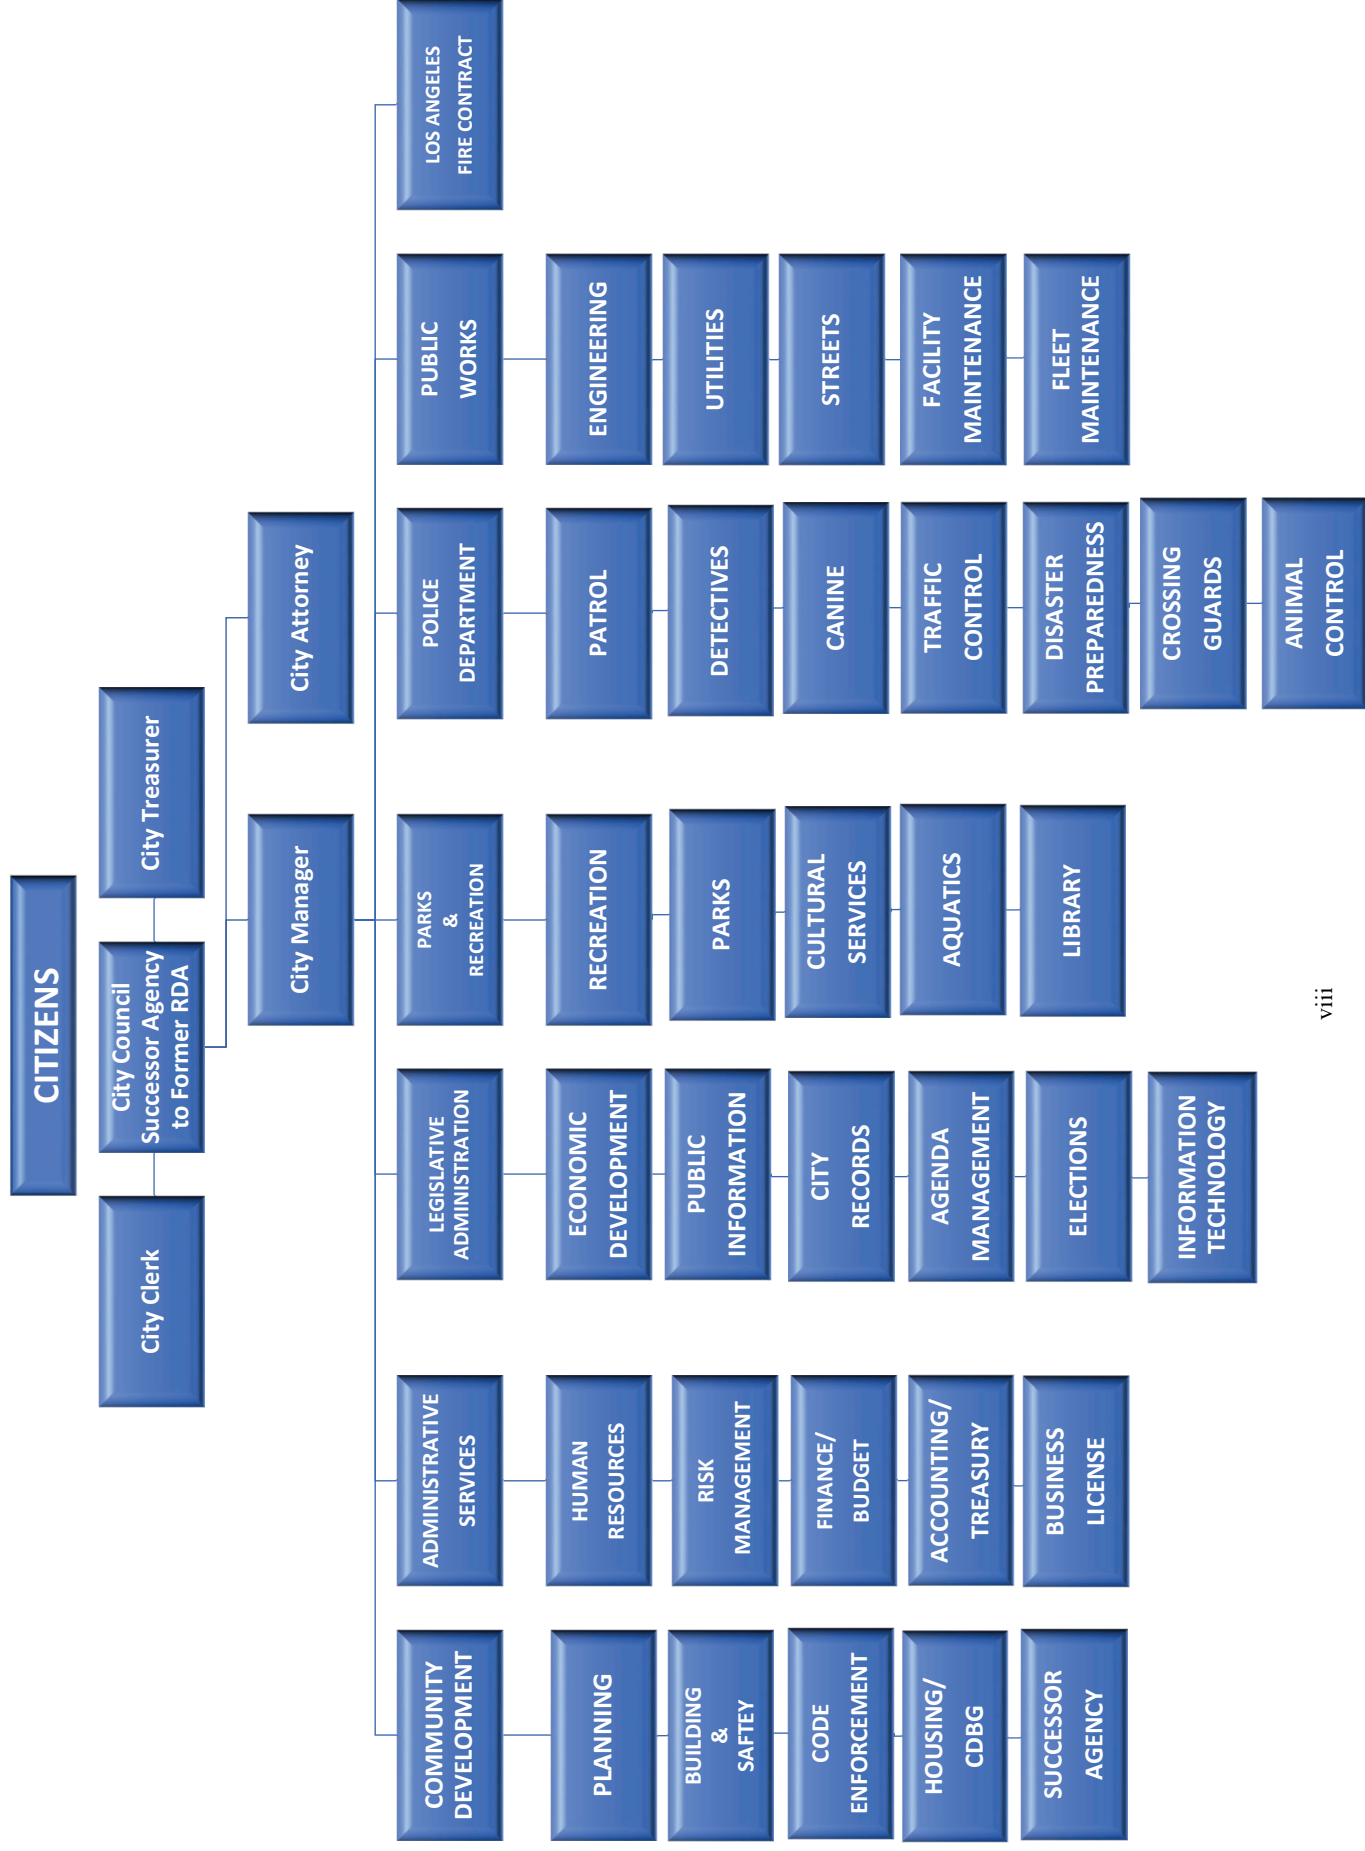 CITIZENS
City Clerk
City Council
Successor Agency
to Former RDA
City Treasurer
City Manager
City Attorney
COMMUNITY
DEVELOPMENT
PLANNING
BUILDING
&
SAFTEY
CODE
ENFORCEMENT
HOUSING/
CDBG
SUCCESSOR
AGENCY
ADMINISTRATIVE
SERVICES
HUMAN
RESOURCES
RISK
MANAGEMENT
FINANCE/
BUDGET
ACCOUNTING/
TREASURY
BUSINESS
LICENSE
LEGISLATIVE
ADMINISTRATION
ECONOMIC
DEVELOPMENT
PUBLIC
INFORMATION
CITY
RECORDS
AGENDA
MANAGEMENT
ELECTIONS
INFORMATION
TECHNOLOGY
PARKS
&
RECREATION
RECREATION
PARKS
CULTURAL
SERVICES
AQUATICS
LIBRARY
POLICE
DEPARTMENT
PATROL
DETECTIVES
CANINE
TRAFFIC
CONTROL
DISASTER
PREPAREDNESS
CROSSING
GUARDS
ANIMAL
CONTROL
PUBLIC
WORKS
ENGINEERING
UTILITIES
STREETS
FACILITY
MAINTENANCE
FLEET
MAINTENANCE
LOS ANGELES
FIRE CONTRACT
viii